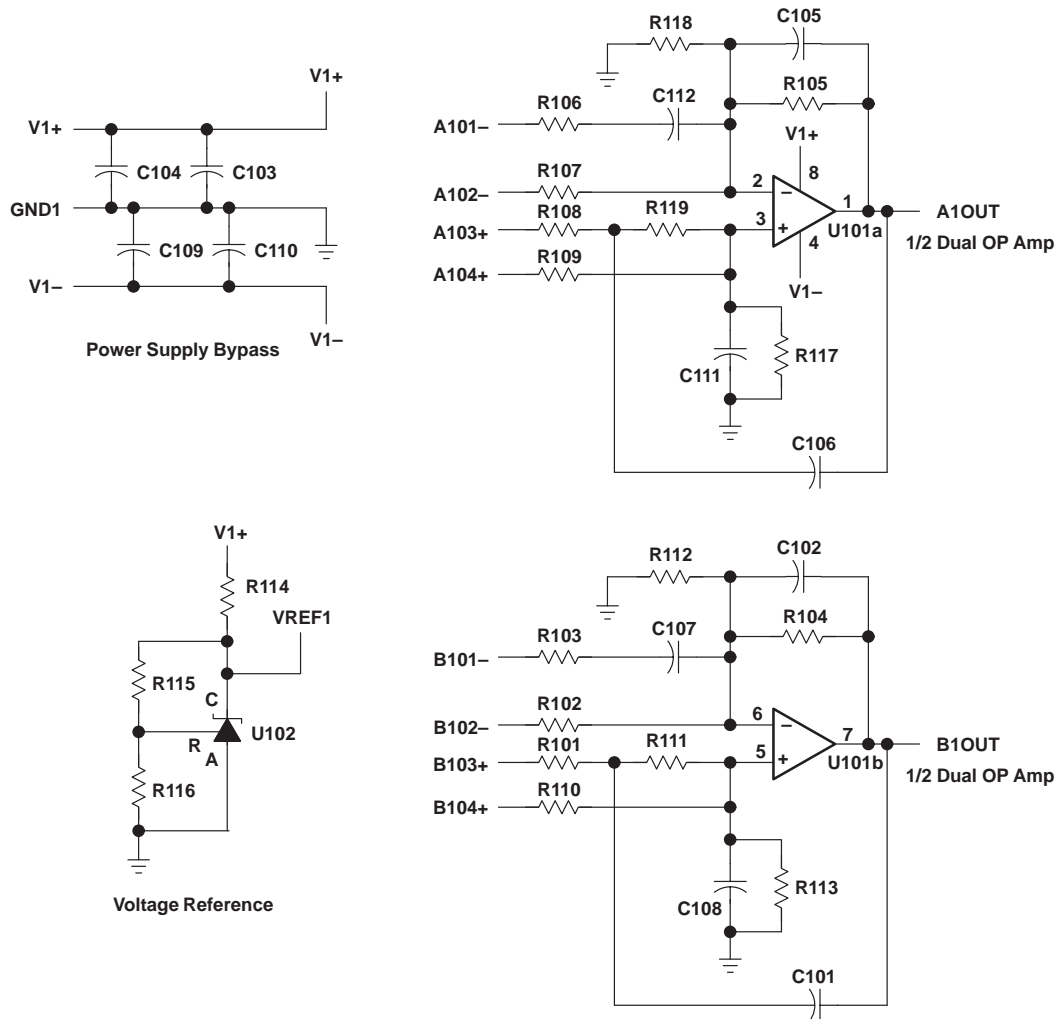 V1+
V1+
C104
C103
GND1
C109
C110
V1–
V1–
Power Supply Bypass
R118
C105
R105
R106
C112
A101–
V1+
R107
8
A102–
2
–
1
A1OUT
R108
R119
3
+
U101a
A103+
4
1/2 Dual OP Amp
R109
A104+
V1–
C111
R117
C106
V1+
R114
VREF1
R115
C
U102
R
A
R116
Voltage Reference
R112
C102
R104
R103
C107
B101–
R102
6
B102–
–
7
B1OUT
R101
R111
5
+
U101b
B103+
1/2 Dual OP Amp
R110
B104+
C108
R113
C101